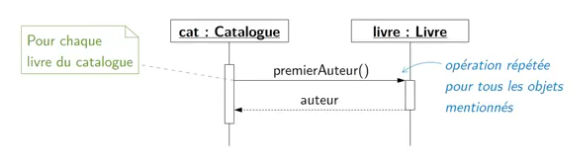 Pour chaque
livre du catalogue
cat : Catalogue
livre : Livre
premierAuteur()
auteur
opération répétée
pour tous les objets
mentionnés